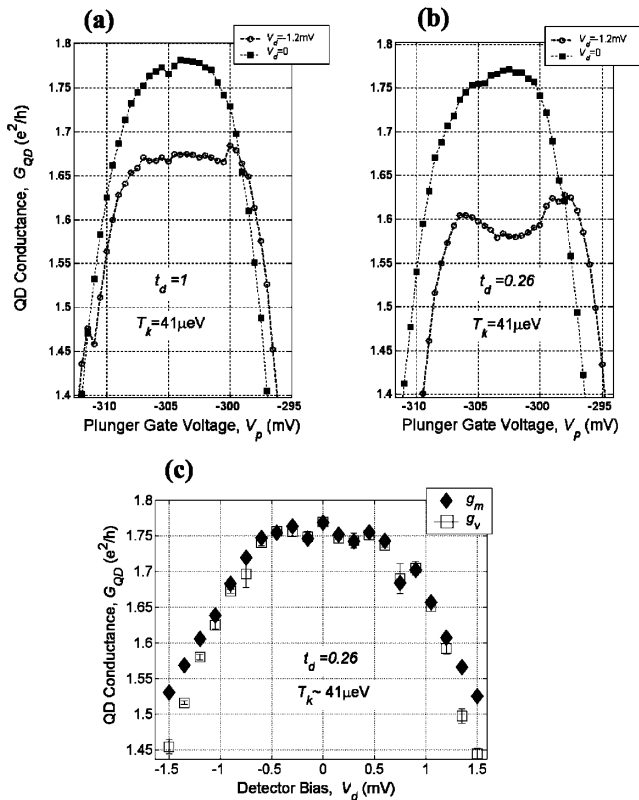 (a)
V_d=-1.2mV
V_d=0
1.8
1.75
1.7
1.65
1.6
1.55
1.5
1.45
1.4
QD Conductance, G_QD (e²/h)
t_d=1
T_k=41μeV
-310 -305 -300 -295
Plunger Gate Voltage, V_p (mV)
(b)
V_d=-1.2mV
V_d=0
1.8
1.75
1.7
1.65
1.6
1.55
1.5
1.45
1.4
t_d=0.26
T_k=41μeV
-310 -305 -300 -295
Plunger Gate Voltage, V_p (mV)
(c)
g_m
g_v
1.8
1.75
1.7
1.65
1.6
1.55
1.5
1.45
QD Conductance, G_QD (e²/h)
t_d=0.26
T_k~ 41μeV
-1.5 -1 -0.5 0 0.5 1 1.5
Detector Bias, V_d (mV)